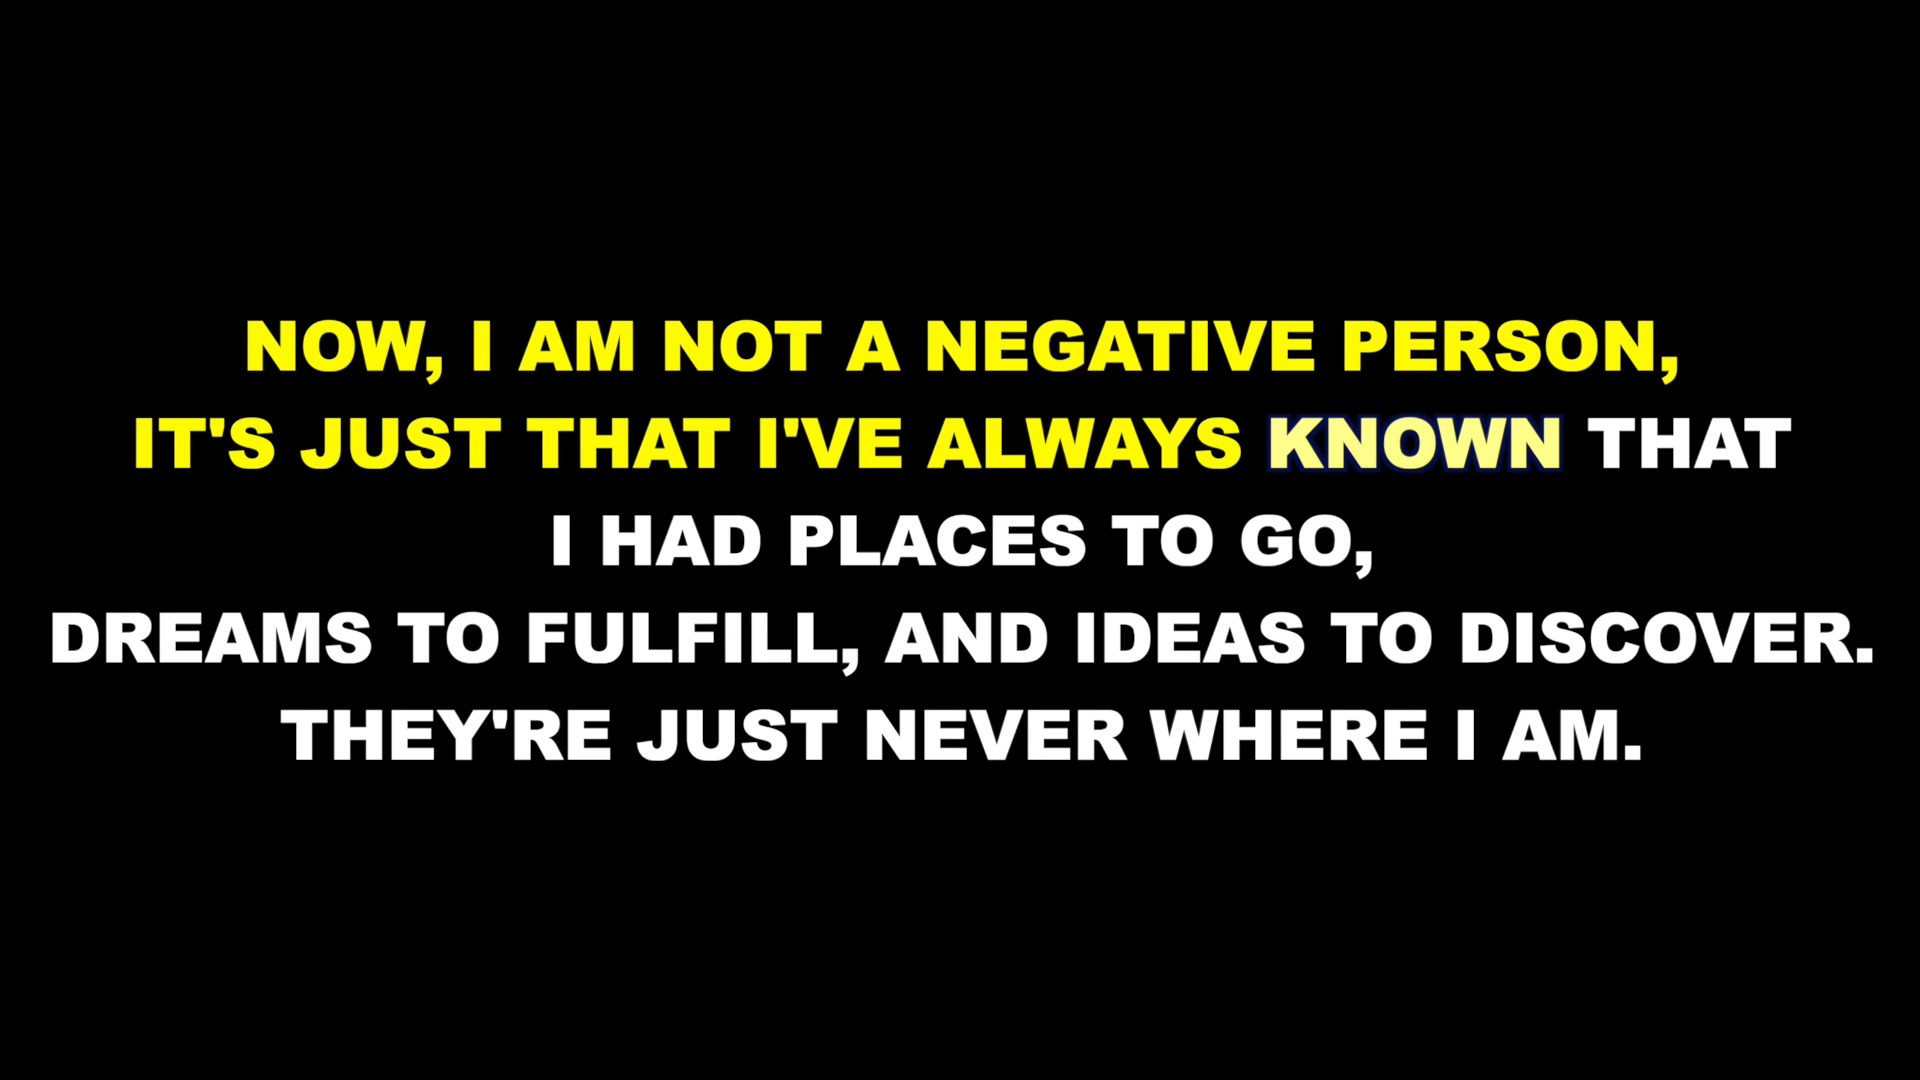 NOW, I AM NOT A NEGATIVE PERSON,
IT'S JUST THAT I'VE ALWAYS KNOWN THAT
I HAD PLACES TO GO,
DREAMS TO FULFILL, AND IDEAS TO DISCOVER.
THEY'RE JUST NEVER WHERE I AM.